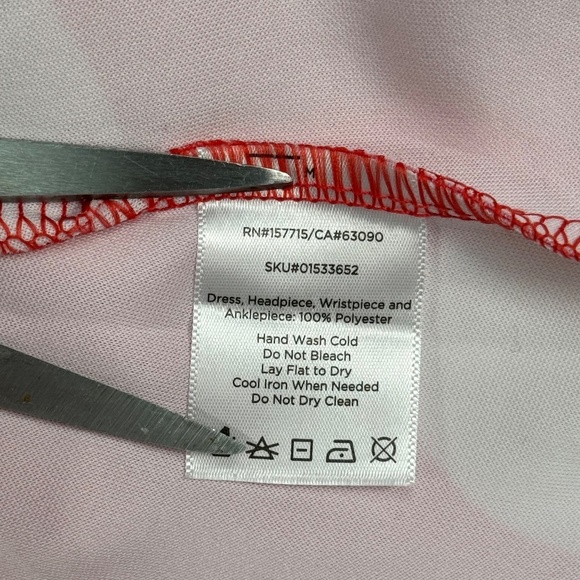 M
RN#157715/CA#63090
SKU#01533652
Dress, Headpiece, Wristpiece and
Anklepiece: 100% Polyester
Hand Wash Cold
Do Not Bleach
Lay Flat to Dry
Cool Iron When Needed
Do Not Dry Clean